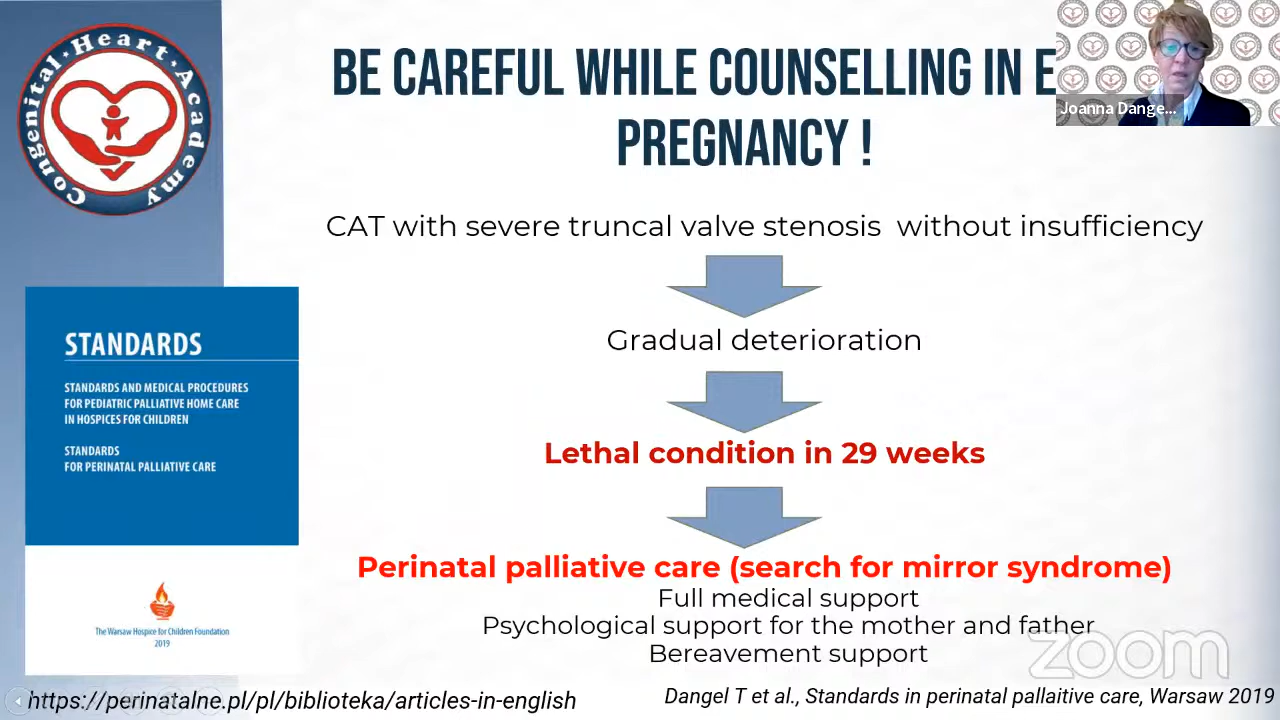 Congenital Heart Academy
BE CAREFUL WHILE COUNSELLING IN E
PREGNANCY !
Joanna Dange...
CAT with severe truncal valve stenosis without insufficiency
Gradual deterioration
Lethal condition in 29 weeks
Perinatal palliative care (search for mirror syndrome)
Full medical support
Psychological support for the mother and father
Bereavement support
STANDARDS
STANDARDS AND MEDICAL PROCEDURES
FOR PEDIATRIC PALLIATIVE HOME CARE
IN HOSPICES FOR CHILDREN
STANDARDS
FOR PERINATAL PALLIATIVE CARE
The Warsaw Hospice for Children Foundation
2019
zoom
https://perinatalne.pl/pl/biblioteka/articles-in-english
Dangel T et al., Standards in perinatal pallaitive care, Warsaw 2019